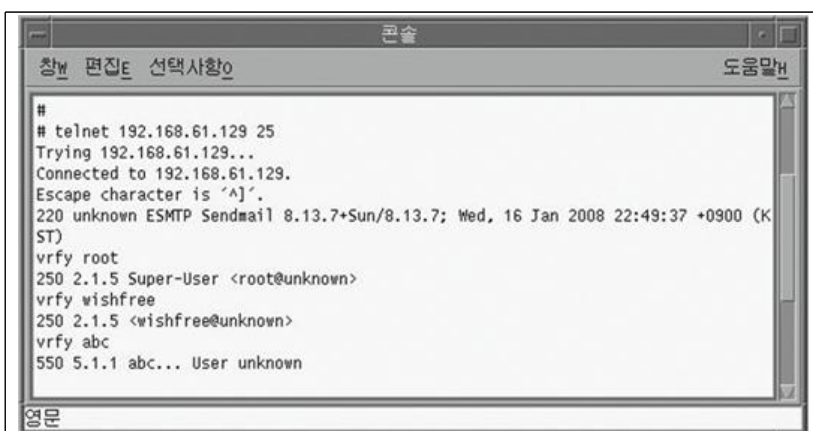 콘솔
창W 편집E 선택사항O 도움말H
#
# telnet 192.168.61.129 25
Trying 192.168.61.129...
Connected to 192.168.61.129.
Escape character is ´^]´.
220 unknown ESMTP Sendmail 8.13.7+Sun/8.13.7; Wed, 16 Jan 2008 22:49:37 +0900 (K
ST)
vrfy root
250 2.1.5 Super-User <root@unknown>
vrfy wishfree
250 2.1.5 <wishfree@unknown>
vrfy abc
550 5.1.1 abc... User unknown
영문